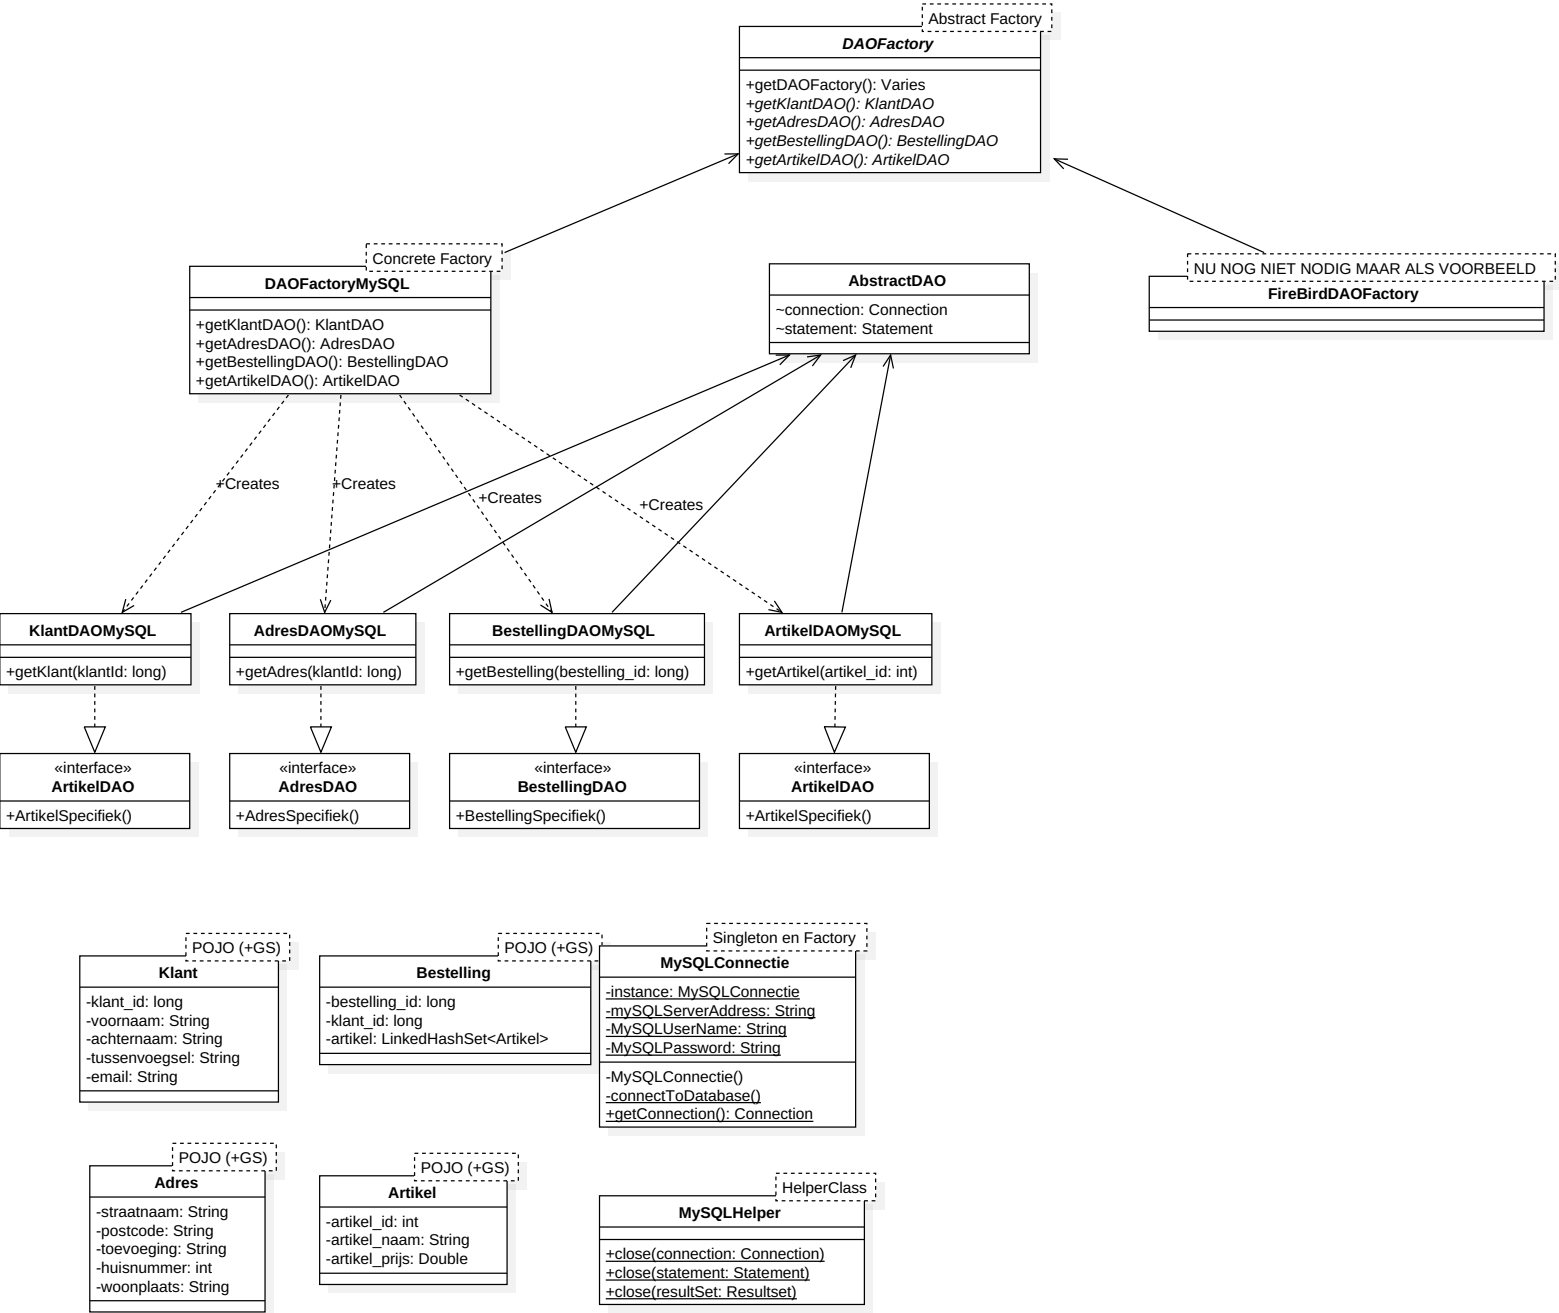 Abstract Factory
DAOFactory
+getDAOFactory(): Varies
+getKlantDAO(): KlantDAO
+getAdresDAO(): AdresDAO
+getBestellingDAO(): BestellingDAO
+getArtikelDAO(): ArtikelDAO
Concrete Factory
DAOFactoryMySQL
+getKlantDAO(): KlantDAO
+getAdresDAO(): AdresDAO
+getBestellingDAO(): BestellingDAO
+getArtikelDAO(): ArtikelDAO
AbstractDAO
~connection: Connection
~statement: Statement
NU NOG NIET NODIG MAAR ALS VOORBEELD
FireBirdDAOFactory
+Creates
+Creates
+Creates
+Creates
KlantDAOMySQL
+getKlant(klantId: long)
AdresDAOMySQL
+getAdres(klantId: long)
BestellingDAOMySQL
+getBestelling(bestelling_id: long)
ArtikelDAOMySQL
+getArtikel(artikel_id: int)
«interface»
ArtikelDAO
+ArtikelSpecifiek()
«interface»
AdresDAO
+AdresSpecifiek()
«interface»
BestellingDAO
+BestellingSpecifiek()
«interface»
ArtikelDAO
+ArtikelSpecifiek()
POJO (+GS)
Klant
-klant_id: long
-voornaam: String
-achternaam: String
-tussenvoegsel: String
-email: String
POJO (+GS)
Bestelling
-bestelling_id: long
-klant_id: long
-artikel: LinkedHashSet<Artikel>
Singleton en Factory
MySQLConnectie
-instance: MySQLConnectie
-mySQLServerAddress: String
-MySQLUserName: String
-MySQLPassword: String
-MySQLConnectie()
-connectToDatabase()
+getConnection(): Connection
POJO (+GS)
Adres
-straatnaam: String
-postcode: String
-toevoeging: String
-huisnummer: int
-woonplaats: String
POJO (+GS)
Artikel
-artikel_id: int
-artikel_naam: String
-artikel_prijs: Double
HelperClass
MySQLHelper
+close(connection: Connection)
+close(statement: Statement)
+close(resultSet: Resultset)